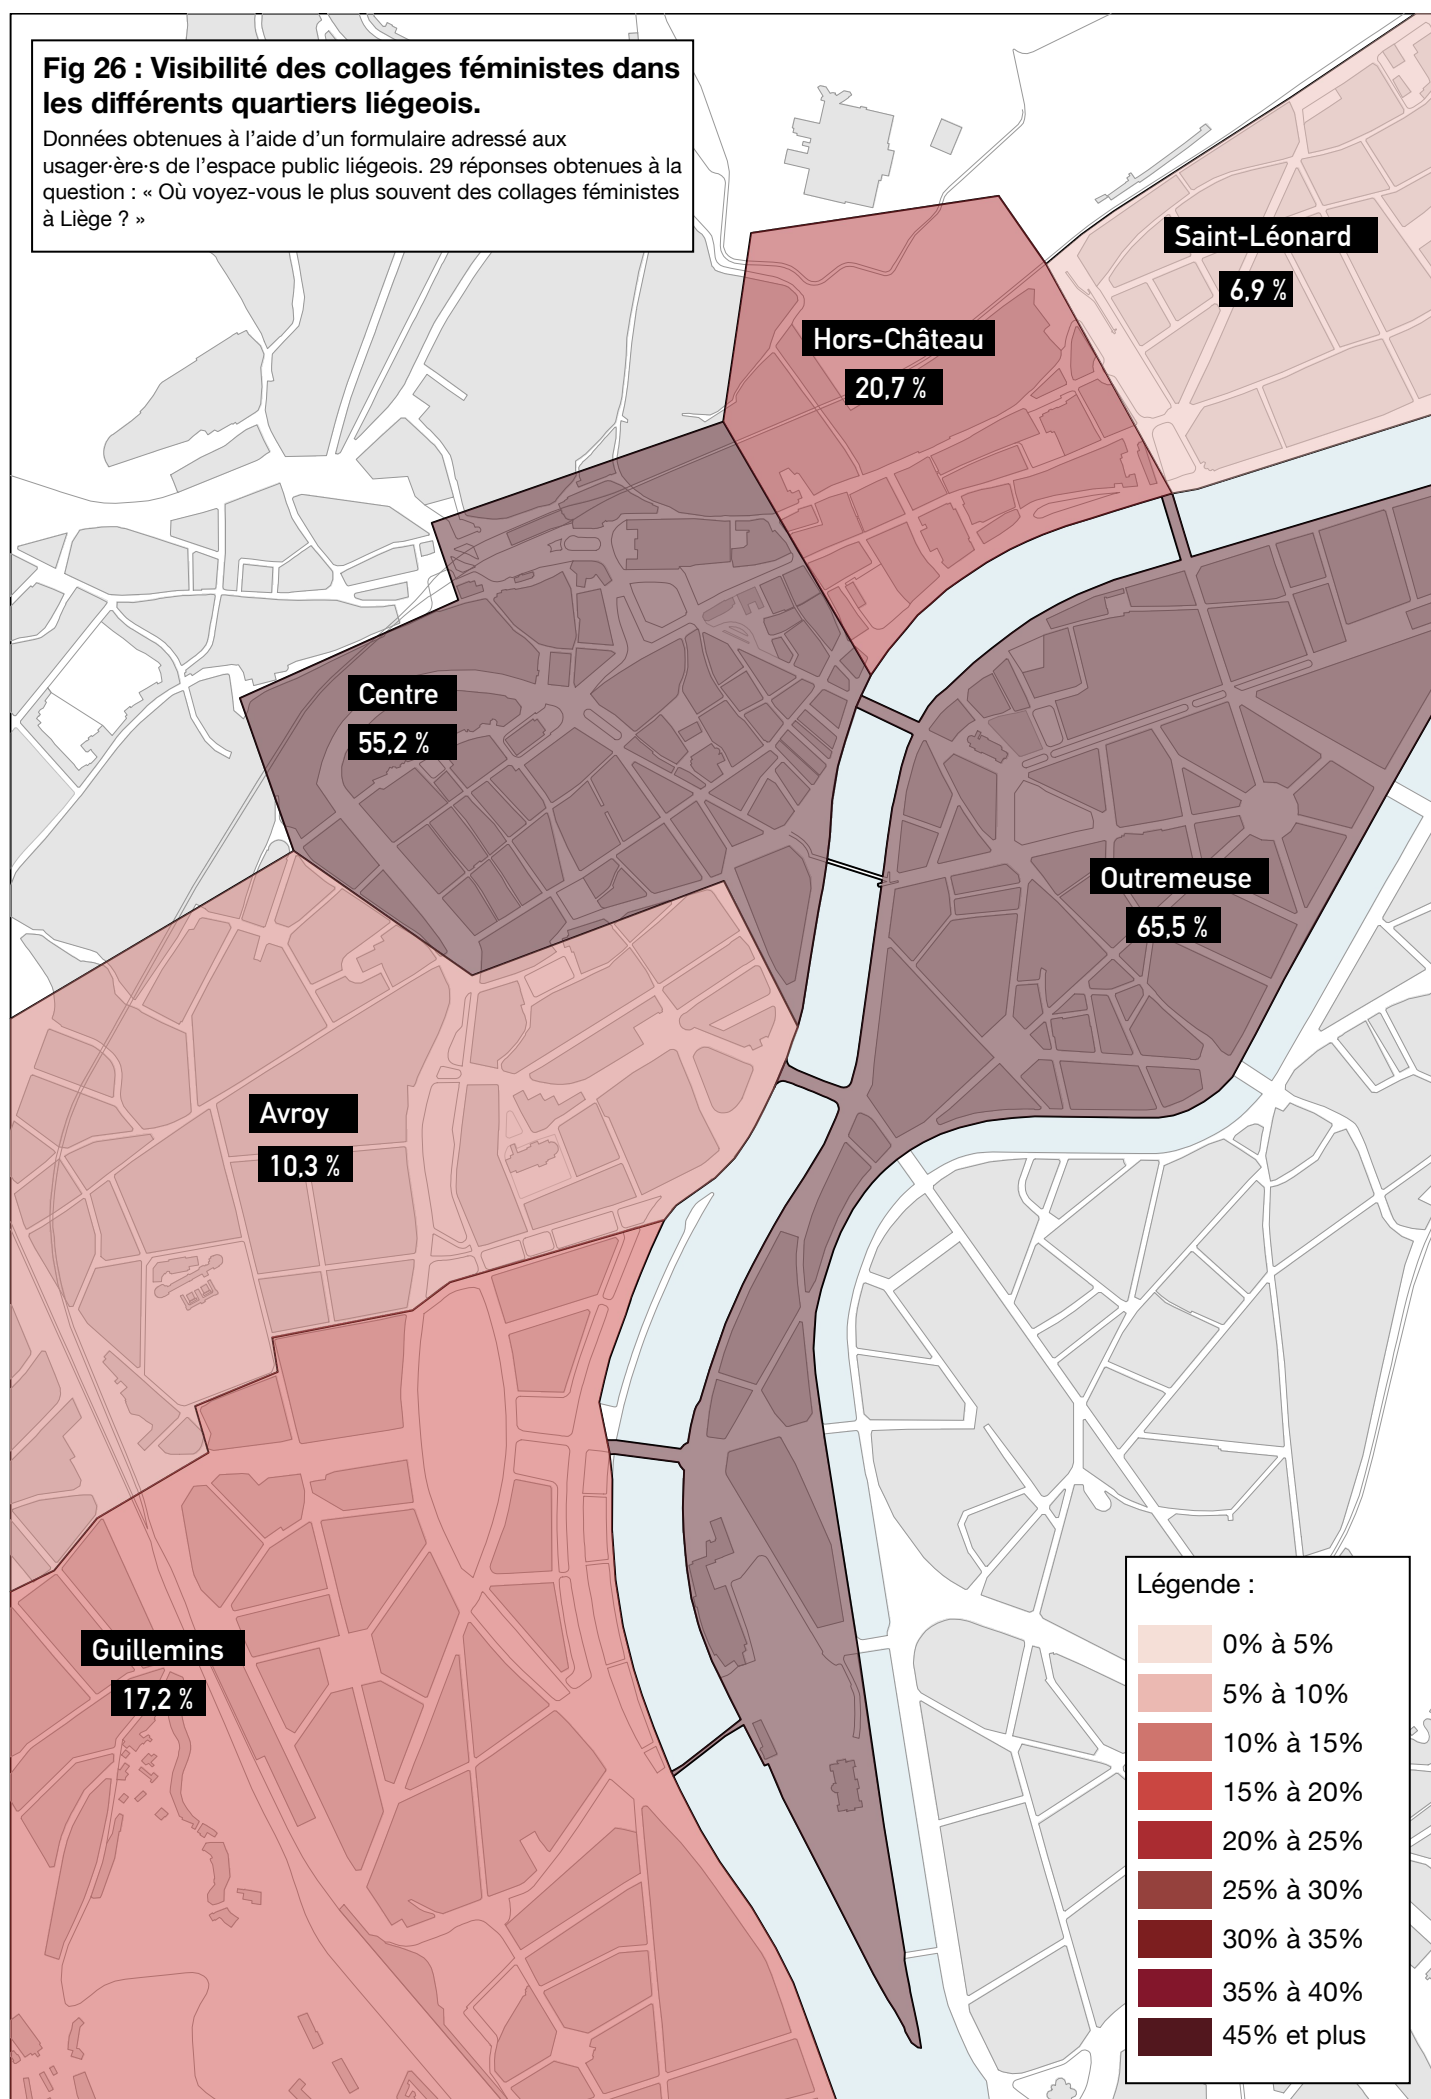 Fig 26 : Visibilité des collages féministes dans
les différents quartiers liégeois.
Données obtenues à l’aide d’un formulaire adressé aux
usager·ère·s de l’espace public liégeois. 29 réponses obtenues à la
question : « Où voyez-vous le plus souvent des collages féministes
à Liège ? »
Saint-Léonard
6,9 %
Hors-Château
20,7 %
Centre
55,2 %
Outremeuse
65,5 %
Avroy
10,3 %
Guillemins
17,2 %
Légende :
0% à 5%
5% à 10%
10% à 15%
15% à 20%
20% à 25%
25% à 30%
30% à 35%
35% à 40%
45% et plus